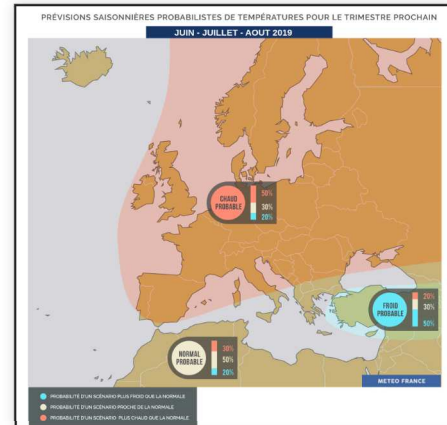 PRÉVISIONS SAISONNIÈRES PROBABILISTES DE TEMPÉRATURES POUR LE TRIMESTRE PROCHAIN
JUIN - JUILLET - AOUT 2019
CHAUD
PROBABLE
50%
30%
20%
FROID
PROBABLE
20%
30%
50%
NORMAL
PROBABLE
30%
50%
20%
METEO FRANCE
PROBABILITÉ D'UN SCÉNARIO PLUS FROID QUE LA NORMALE
PROBABILITÉ D'UN SCÉNARIO PROCHE DE LA NORMALE
PROBABILITÉ D'UN SCÉNARIO PLUS CHAUD QUE LA NORMALE